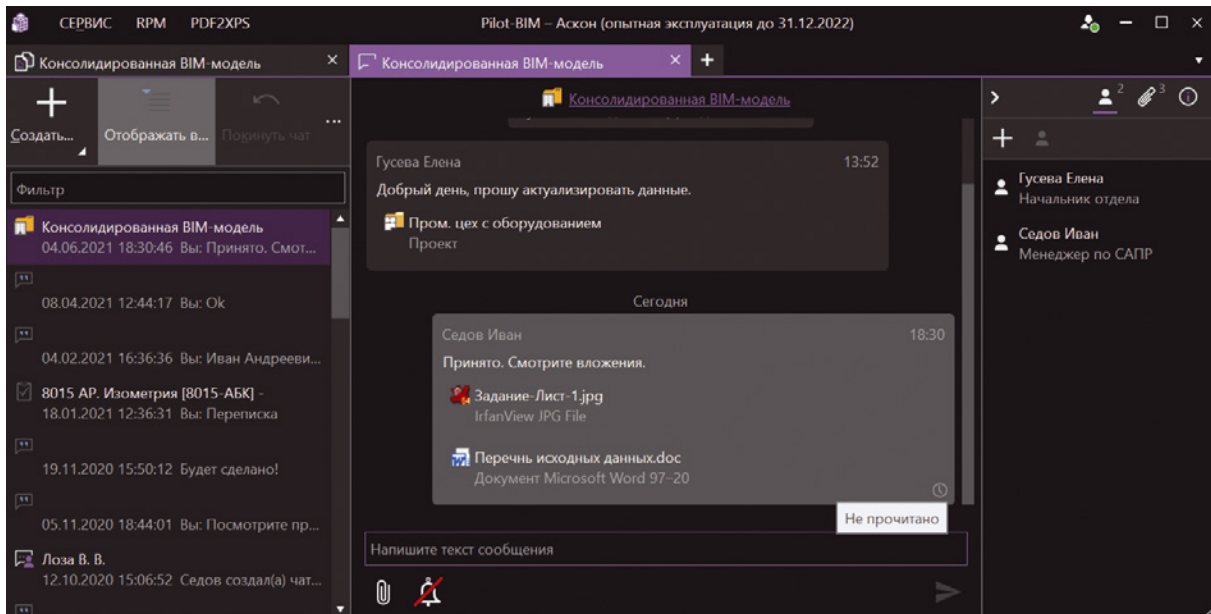 СЕРВИС RPM PDF2XPS Pilot-BIM – Аскон (опытная эксплуатация до 31.12.2022)
Консолидированная BIM-модель
Консолидированная BIM-модель
Создать...
Отображать в...
Покинуть чат
Фильтр
Консолидированная BIM-модель
04.06.2021 18:30:46 Вы: Принято. Смот...
08.04.2021 12:44:17 Вы: Ok
04.02.2021 16:36:36 Вы: Иван Андрееви...
8015 АР. Изометрия [8015-АБК] -
18.01.2021 12:36:31 Вы: Переписка
19.11.2020 15:50:12 Будет сделано!
05.11.2020 18:44:01 Вы: Посмотрите пр...
Лоза В. В.
12.10.2020 15:06:52 Седов создал(а) чат...
Консолидированная BIM-модель
Гусева Елена 13:52
Добрый день, прошу актуализировать данные.
Пром. цех с оборудованием
Проект
Сегодня
Седов Иван 18:30
Принято. Смотрите вложения.
Задание-Лист-1.jpg
IrfanView JPG File
Перечнь исходных данных.doc
Документ Microsoft Word 97–20
Не прочитано
Напишите текст сообщения
2 3
Гусева Елена
Начальник отдела
Седов Иван
Менеджер по САПР